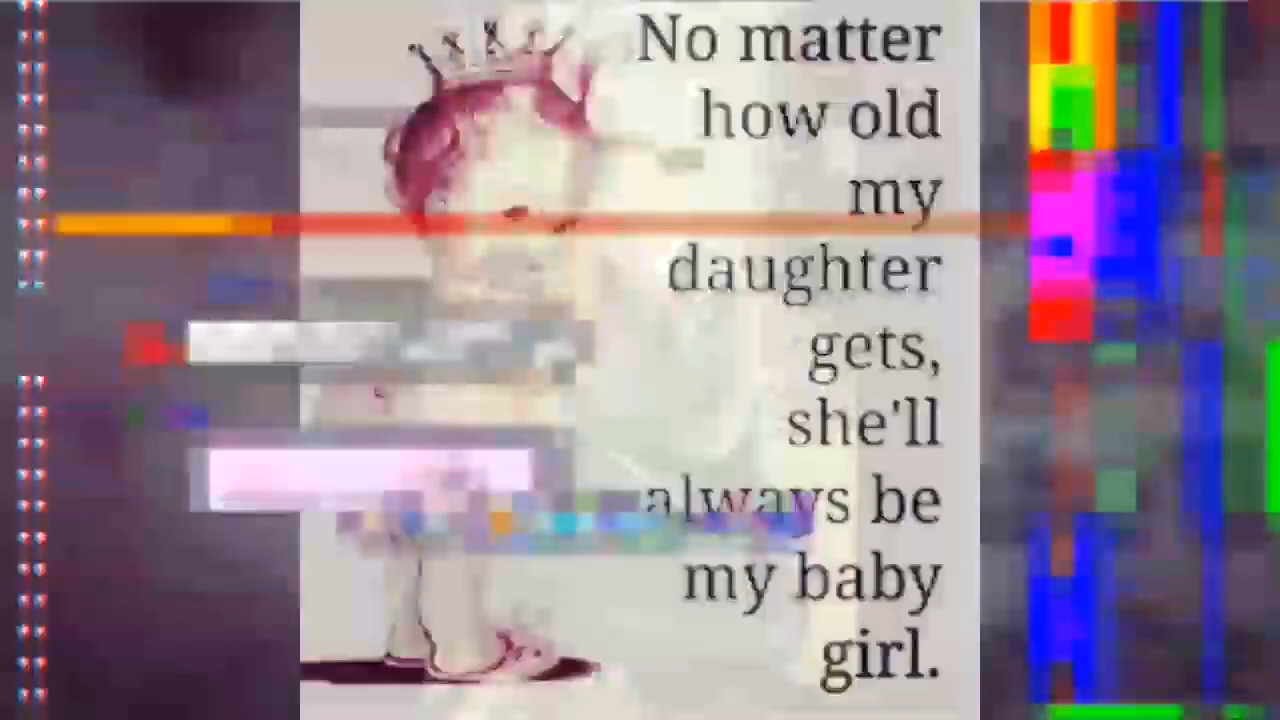 No matter
how old
my
daughter
gets,
she'll
always be
my baby
girl.